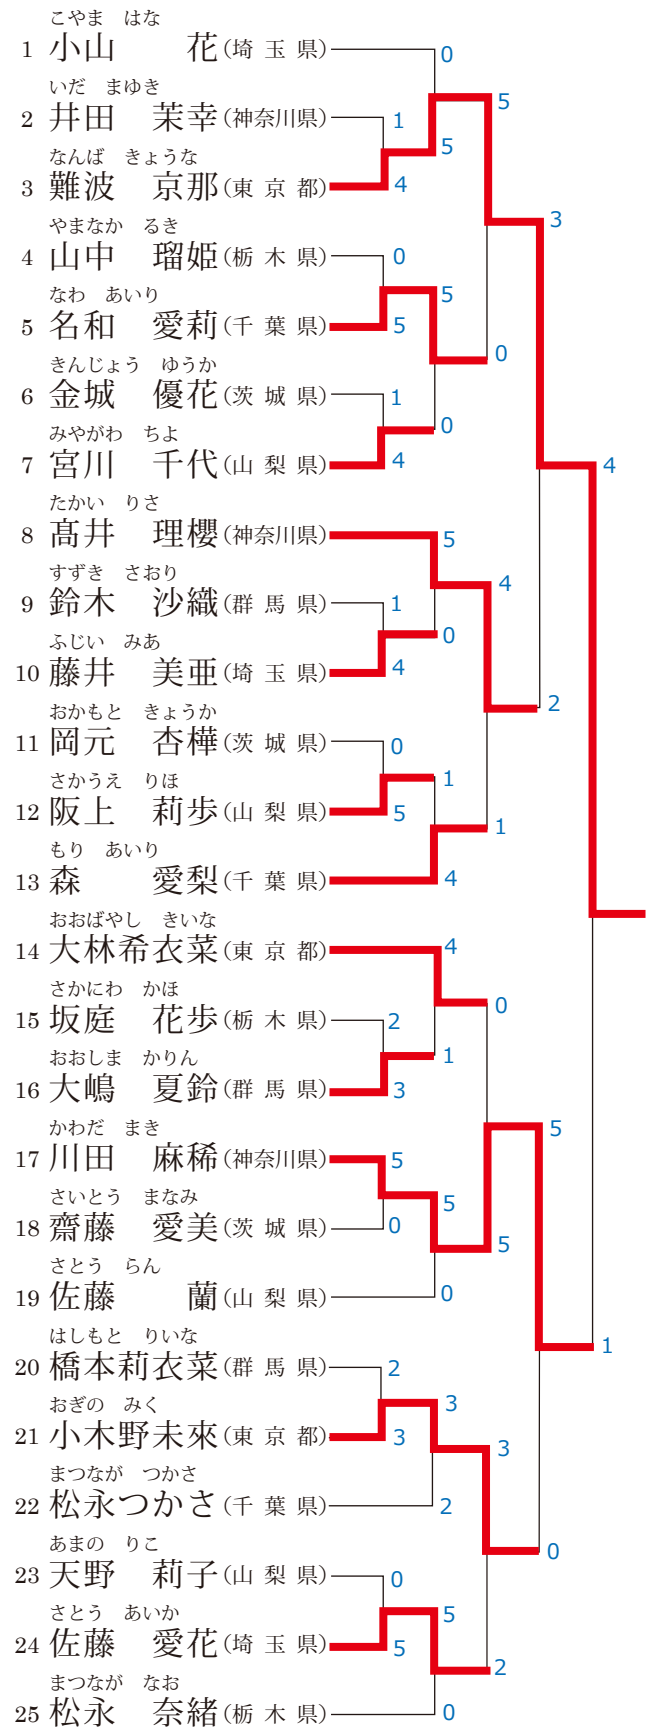 こやま　はな
1 小山　　花(埼 玉 県) 0
5
いだ　まゆき
2 井田　茉幸(神奈川県) 1
5
なんば　きょうな
3 難波　京那(東 京 都) 4
3
やまなか　るき
4 山中　瑠姫(栃 木 県) 0
5
なわ　あいり
5 名和　愛莉(千 葉 県) 5
0
きんじょう　ゆうか
6 金城　優花(茨 城 県) 1
0
みやがわ　ちよ
7 宮川　千代(山 梨 県) 4
4
たかい　りさ
8 髙井　理櫻(神奈川県) 5
4
すずき　さおり
9 鈴木　沙織(群 馬 県) 1
0
ふじい　みあ
10 藤井　美亜(埼 玉 県) 4
2
おかもと　きょうか
11 岡元　杏樺(茨 城 県) 0
1
さかうえ　りほ
12 阪上　莉歩(山 梨 県) 5
1
もり　あいり
13 森　　愛梨(千 葉 県) 4
おおばやし　きいな
14 大林希衣菜(東 京 都) 4
0
さかにわ　かほ
15 坂庭　花歩(栃 木 県) 2
1
おおしま　かりん
16 大嶋　夏鈴(群 馬 県) 3
5
かわだ　まき
17 川田　麻稀(神奈川県) 5
5
さいとう　まなみ
18 齋藤　愛美(茨 城 県) 0
5
さとう　らん
19 佐藤　　蘭(山 梨 県) 0
1
はしもと　りいな
20 橋本莉衣菜(群 馬 県) 2
3
おぎの　みく
21 小木野未來(東 京 都) 3
3
まつなが　つかさ
22 松永つかさ(千 葉 県) 2
0
あまの　りこ
23 天野　莉子(山 梨 県) 0
5
さとう　あいか
24 佐藤　愛花(埼 玉 県) 5
2
まつなが　なお
25 松永　奈緒(栃 木 県) 0